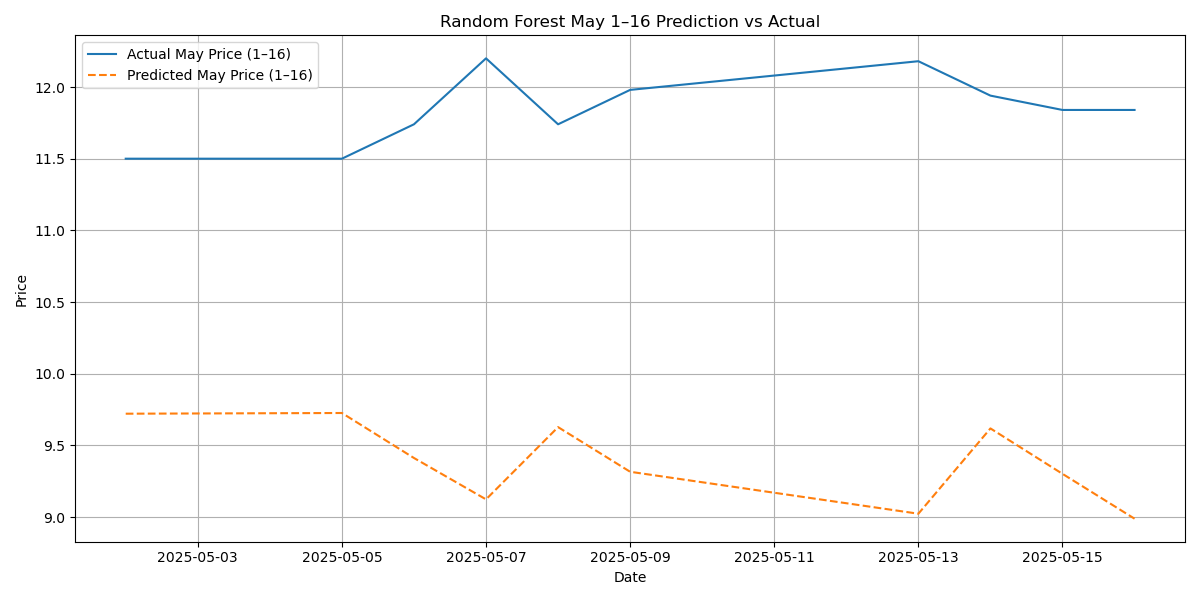 Random Forest May 1–16 Prediction vs Actual
Actual May Price (1–16)
Predicted May Price (1–16)
Price
12.0
11.5
11.0
10.5
10.0
9.5
9.0
2025-05-03 2025-05-05 2025-05-07 2025-05-09 2025-05-11 2025-05-13 2025-05-15
Date